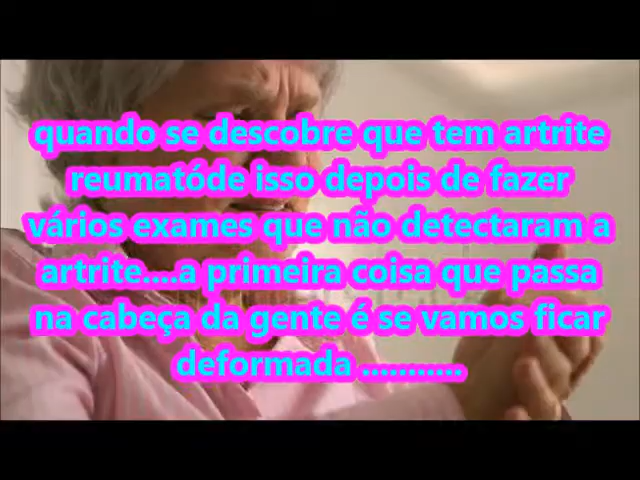 quando se descobre que tem artrite
reumatóde isso depois de fazer
vários exames que não detectaram a
artrite....a primeira coisa que passa
na cabeça da gente é se vamos ficar
deformada ...........